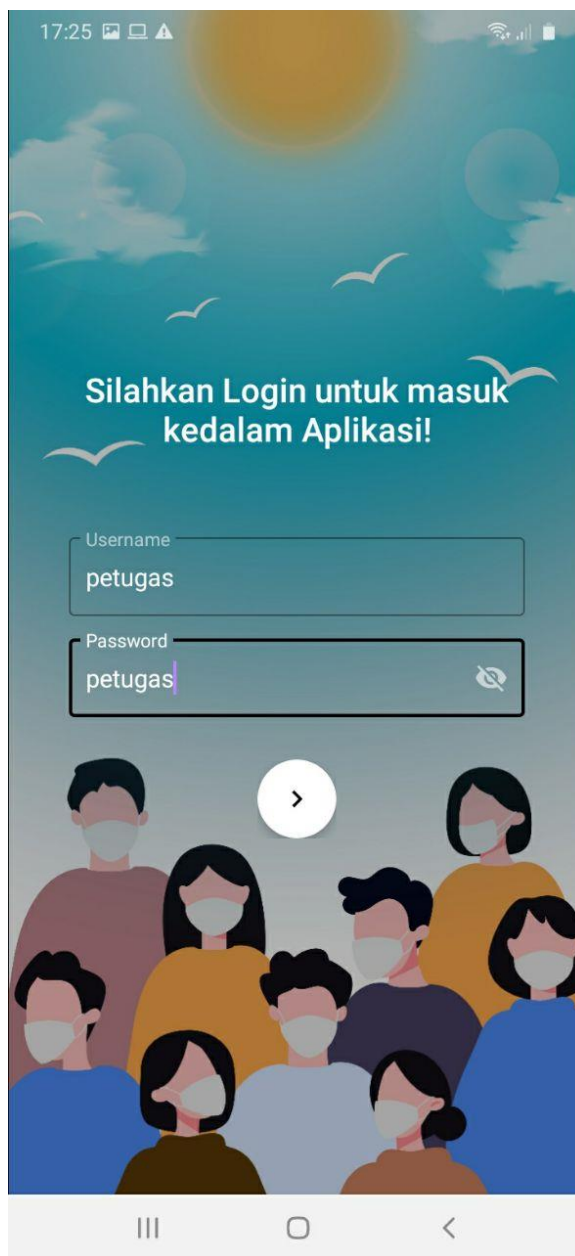 17:25
Silahkan Login untuk masuk
kedalam Aplikasi!
Username
petugas
Password
petugas